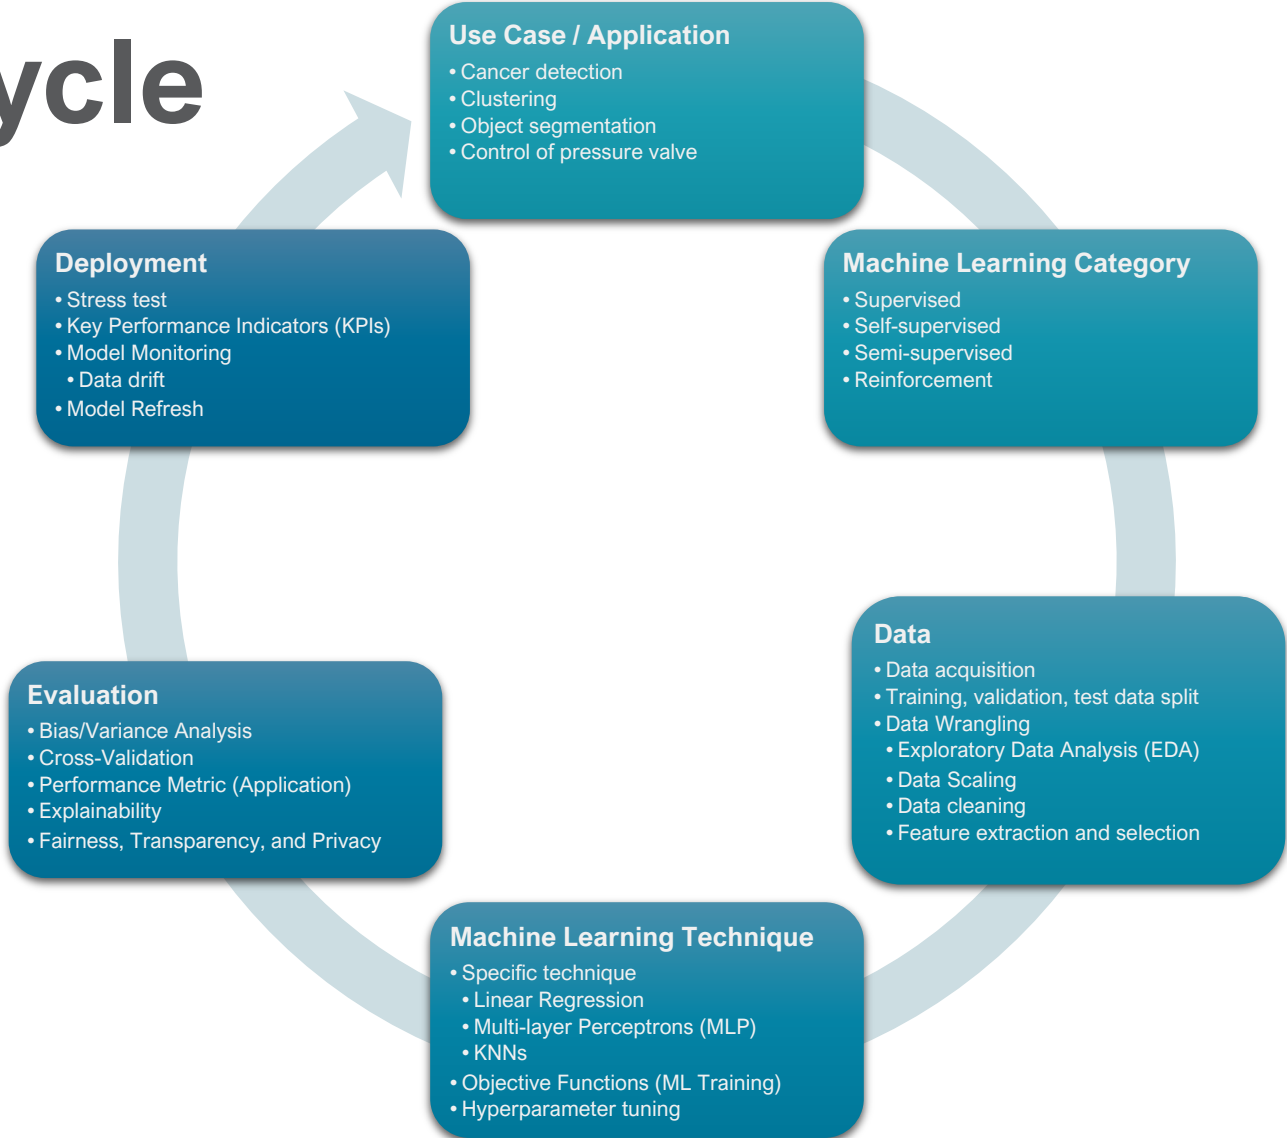 ycle
Use Case / Application
• Cancer detection
• Clustering
• Object segmentation
• Control of pressure valve
Machine Learning Category
• Supervised
• Self-supervised
• Semi-supervised
• Reinforcement
Data
• Data acquisition
• Training, validation, test data split
• Data Wrangling
• Exploratory Data Analysis (EDA)
• Data Scaling
• Data cleaning
• Feature extraction and selection
Machine Learning Technique
• Specific technique
• Linear Regression
• Multi-layer Perceptrons (MLP)
• KNNs
• Objective Functions (ML Training)
• Hyperparameter tuning
Evaluation
• Bias/Variance Analysis
• Cross-Validation
• Performance Metric (Application)
• Explainability
• Fairness, Transparency, and Privacy
Deployment
• Stress test
• Key Performance Indicators (KPIs)
• Model Monitoring
• Data drift
• Model Refresh